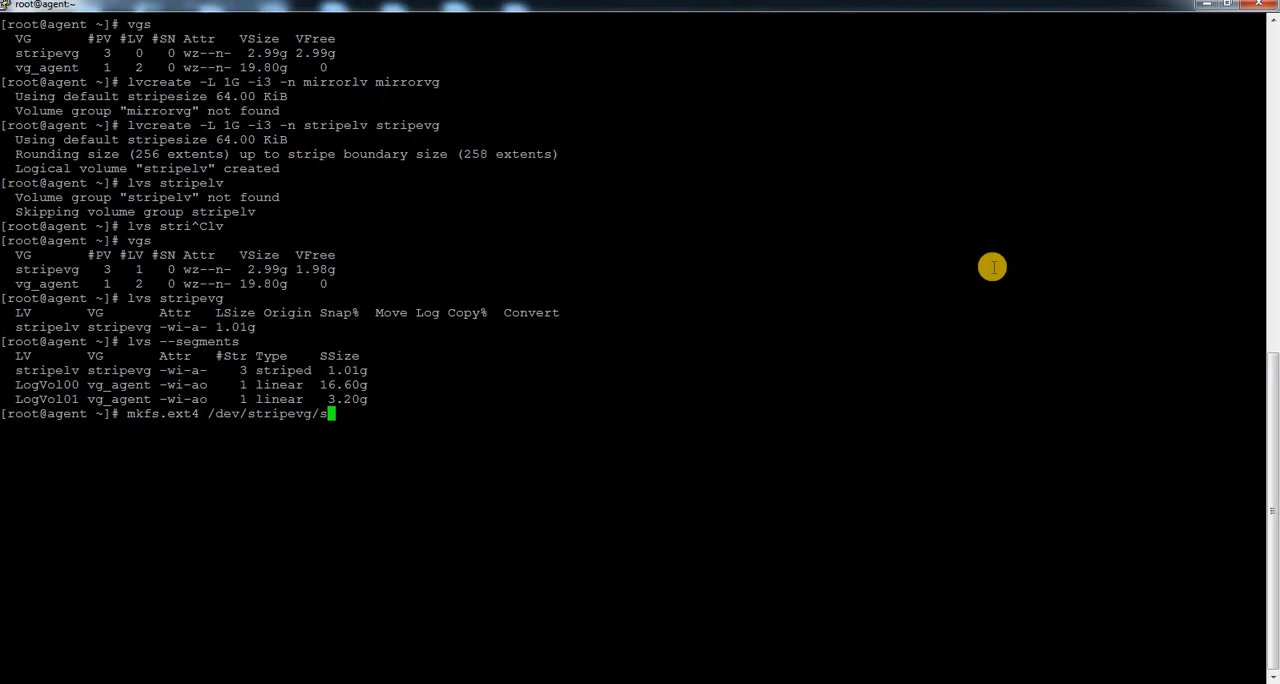 root@agent:~
[root@agent ~]# vgs
  VG       #PV #LV #SN Attr   VSize  VFree
  stripevg   3   0   0 wz--n-  2.99g 2.99g
  vg_agent   1   2   0 wz--n- 19.80g    0
[root@agent ~]# lvcreate -L 1G -i3 -n mirrorlv mirrorvg
  Using default stripesize 64.00 KiB
  Volume group "mirrorvg" not found
[root@agent ~]# lvcreate -L 1G -i3 -n stripelv stripevg
  Using default stripesize 64.00 KiB
  Rounding size (256 extents) up to stripe boundary size (258 extents)
  Logical volume "stripelv" created
[root@agent ~]# lvs stripelv
  Volume group "stripelv" not found
  Skipping volume group stripelv
[root@agent ~]# lvs stri^Clv
[root@agent ~]# vgs
  VG       #PV #LV #SN Attr   VSize  VFree
  stripevg   3   1   0 wz--n-  2.99g 1.98g
  vg_agent   1   2   0 wz--n- 19.80g    0
[root@agent ~]# lvs stripevg
  LV       VG       Attr   LSize Origin Snap%  Move Log Copy%  Convert
  stripelv stripevg -wi-a- 1.01g
[root@agent ~]# lvs --segments
  LV       VG       Attr   #Str Type    SSize
  stripelv stripevg -wi-a-    3 striped  1.01g
  LogVol00 vg_agent -wi-ao    1 linear  16.60g
  LogVol01 vg_agent -wi-ao    1 linear   3.20g
[root@agent ~]# mkfs.ext4 /dev/stripevg/s